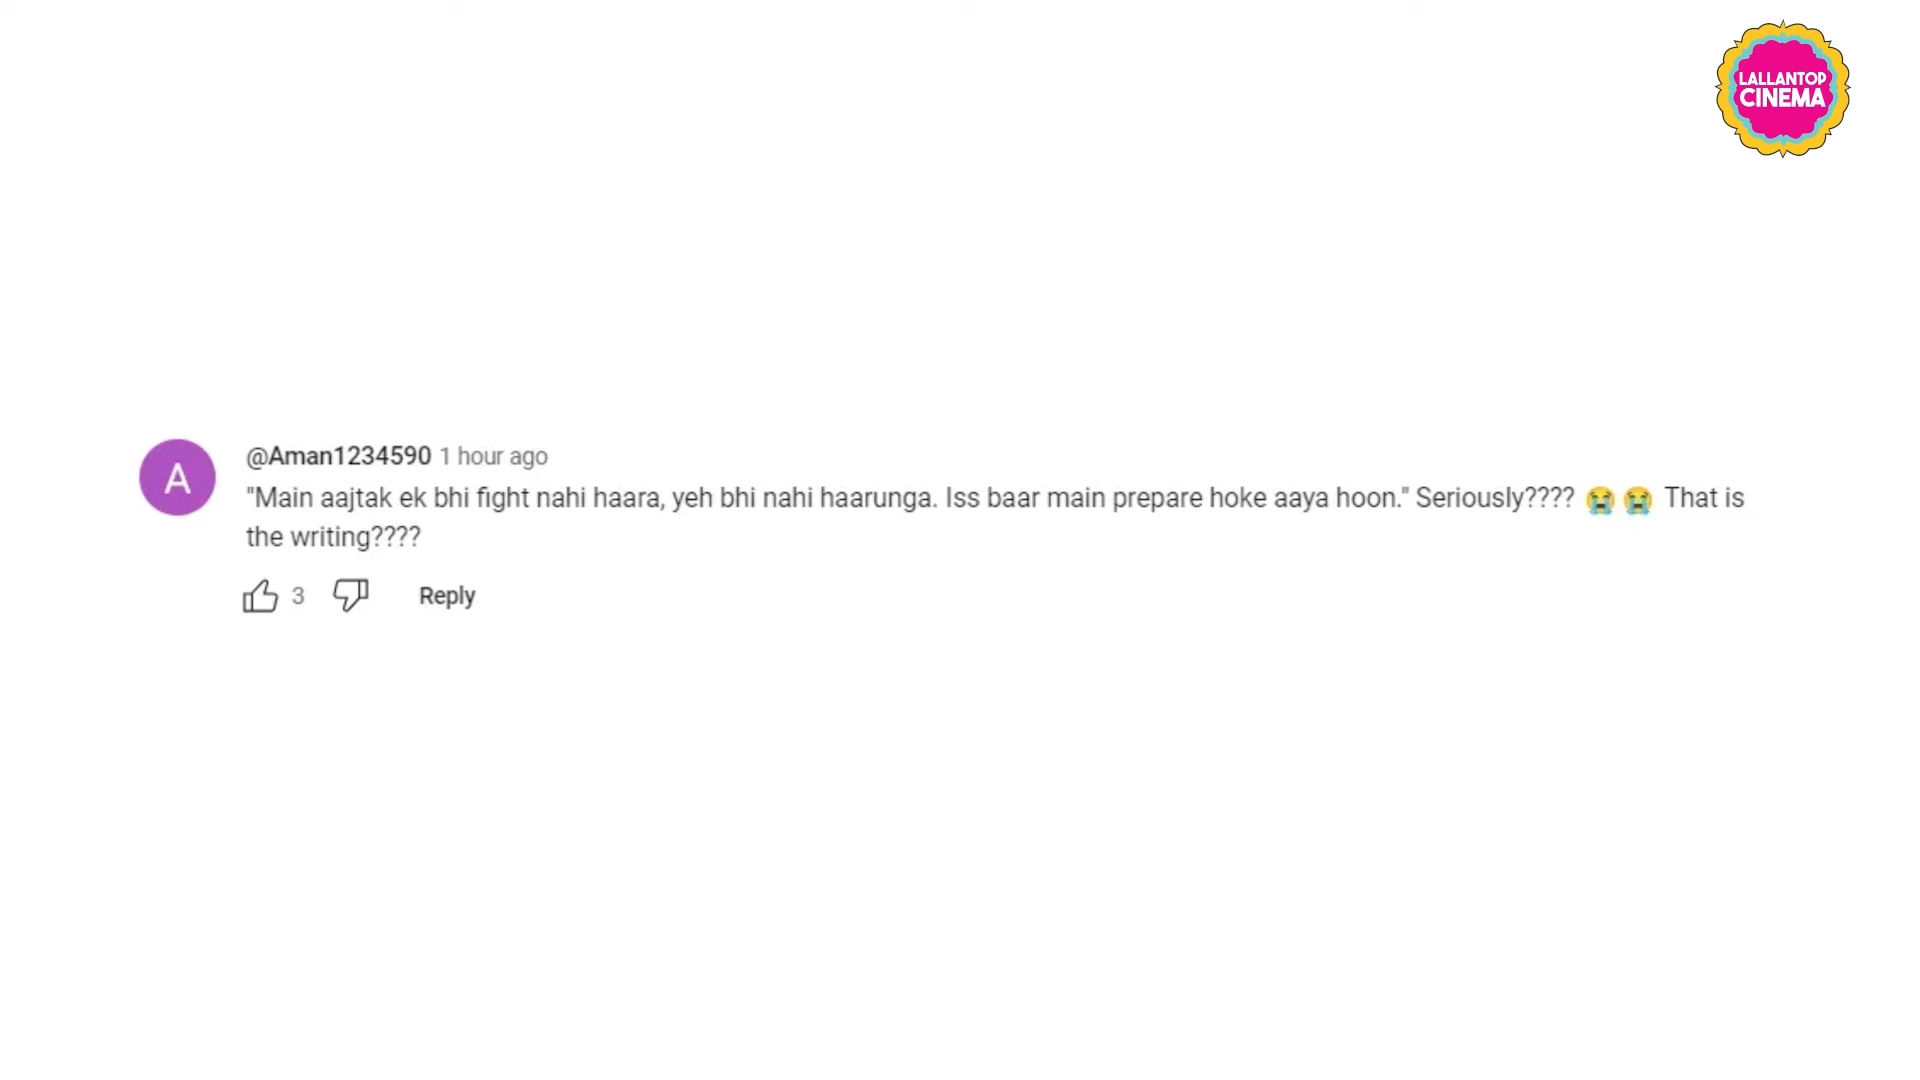 LALLANTOP
CINEMA
A
@Aman1234590 1 hour ago
"Main aajtak ek bhi fight nahi haara, yeh bhi nahi haarunga. Iss baar main prepare hoke aaya hoon." Seriously???? 😭😭 That is
the writing????
3 Reply